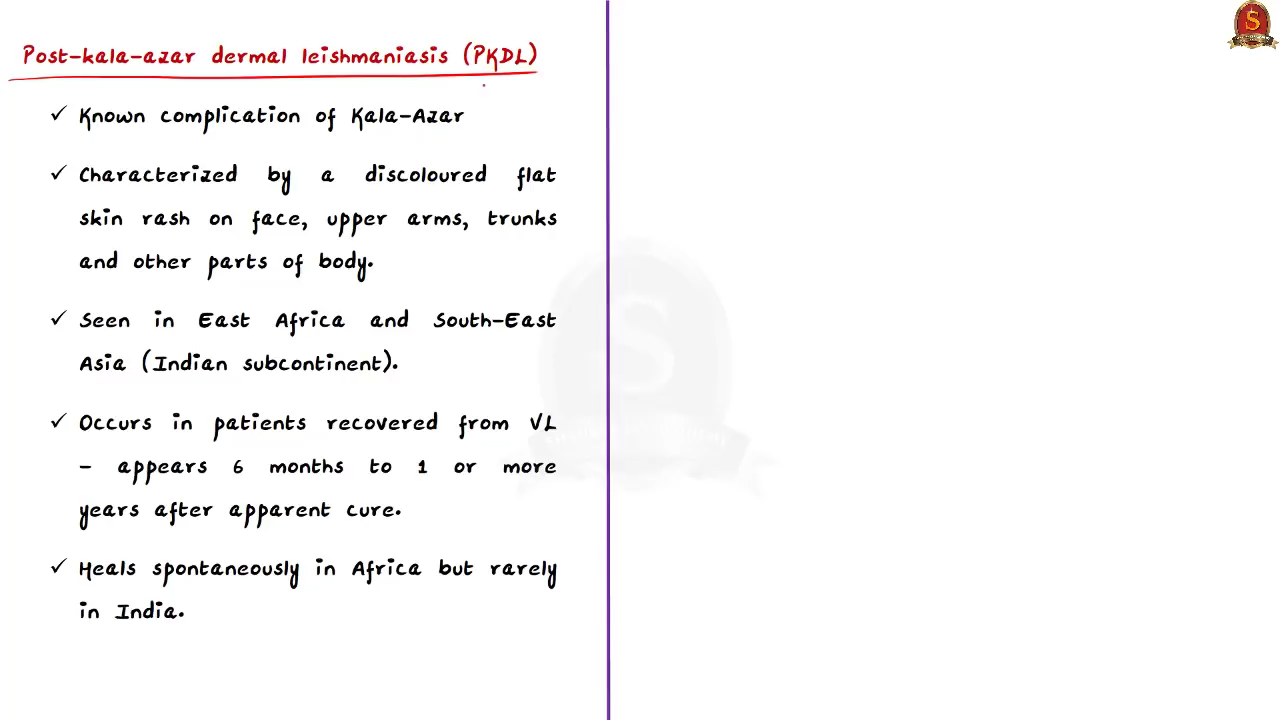 Post-kala-azar dermal leishmaniasis (PKDL)
✓ Known complication of Kala-Azar
✓ Characterized by a discoloured flat
skin rash on face, upper arms, trunks
and other parts of body.
✓ Seen in East Africa and South-East
Asia (Indian subcontinent).
✓ Occurs in patients recovered from VL
- appears 6 months to 1 or more
years after apparent cure.
✓ Heals spontaneously in Africa but rarely
in India.
S
S